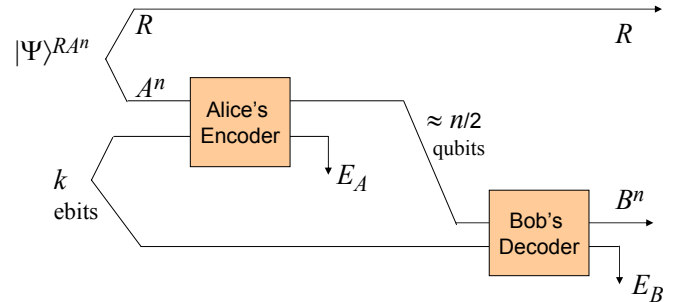 R
R
|Ψ⟩^{RA^n}
A^n
Alice's
Encoder
≈ n/2
qubits
E_A
k
ebits
B^n
Bob's
Decoder
E_B